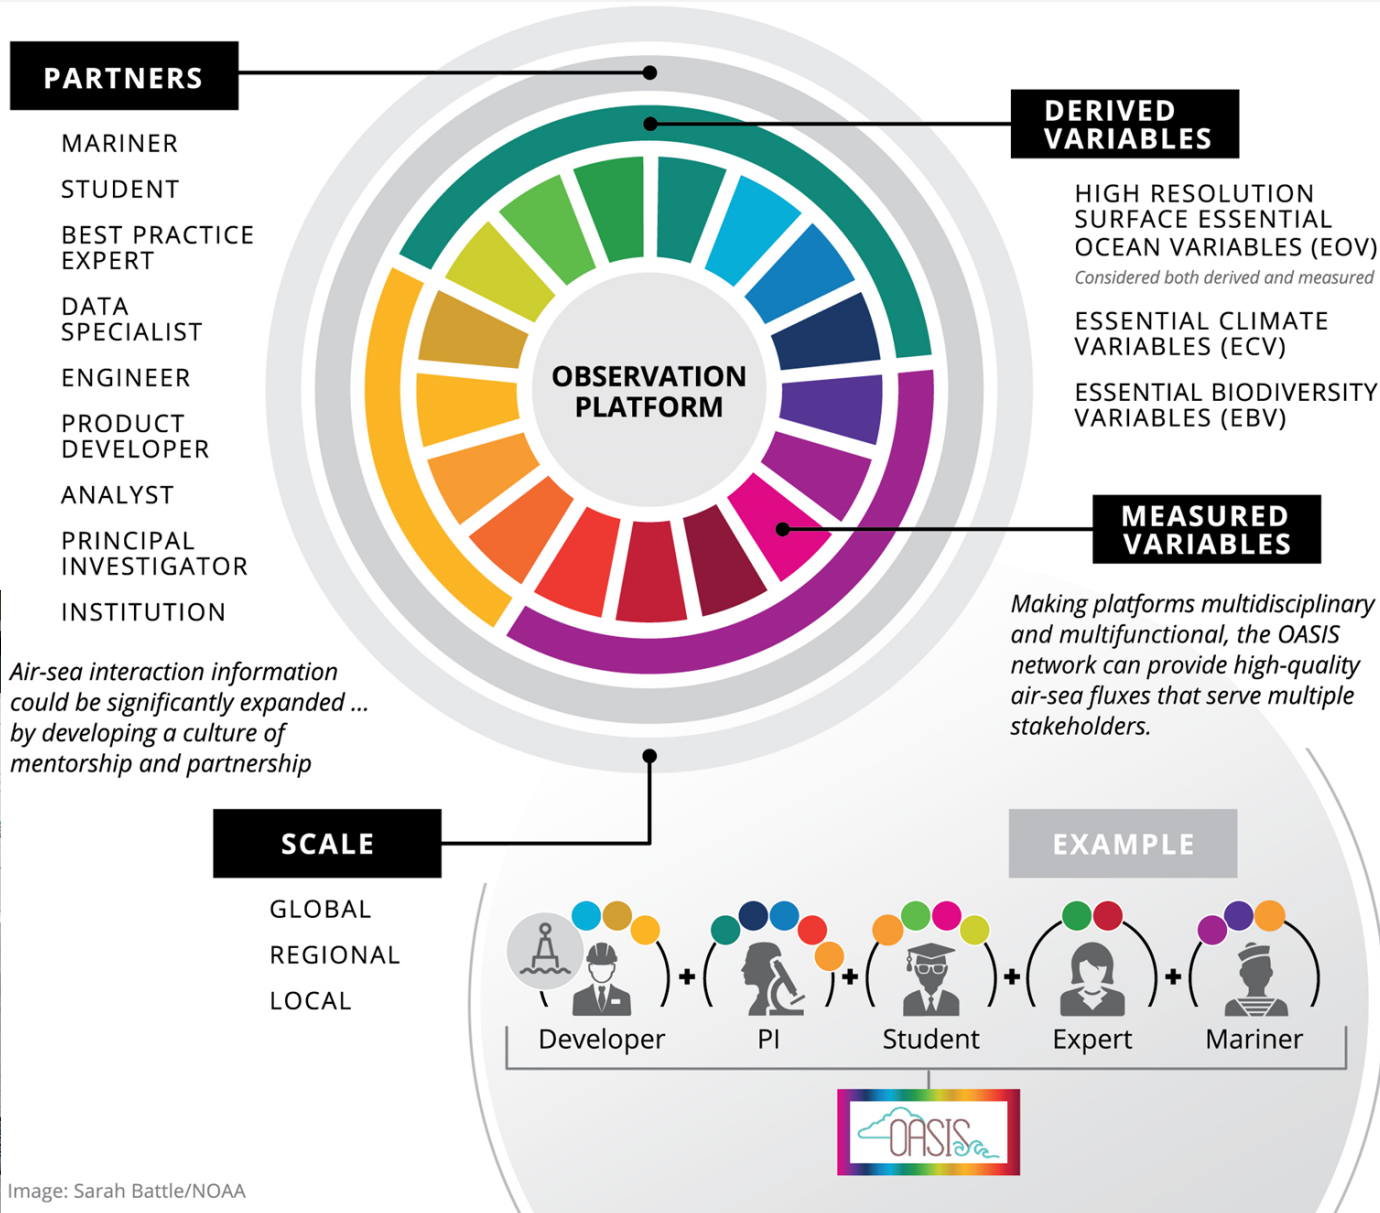 PARTNERS
MARINER
STUDENT
BEST PRACTICE
EXPERT
DATA
SPECIALIST
ENGINEER
PRODUCT
DEVELOPER
ANALYST
PRINCIPAL
INVESTIGATOR
INSTITUTION
Air-sea interaction information
could be significantly expanded ...
by developing a culture of
mentorship and partnership
OBSERVATION
PLATFORM
DERIVED
VARIABLES
HIGH RESOLUTION
SURFACE ESSENTIAL
OCEAN VARIABLES (EOV)
Considered both derived and measured
ESSENTIAL CLIMATE
VARIABLES (ECV)
ESSENTIAL BIODIVERSITY
VARIABLES (EBV)
MEASURED
VARIABLES
Making platforms multidisciplinary
and multifunctional, the OASIS
network can provide high-quality
air-sea fluxes that serve multiple
stakeholders.
SCALE
GLOBAL
REGIONAL
LOCAL
EXAMPLE
Developer
PI
Student
Expert
Mariner
OASIS
Image: Sarah Battle/NOAA